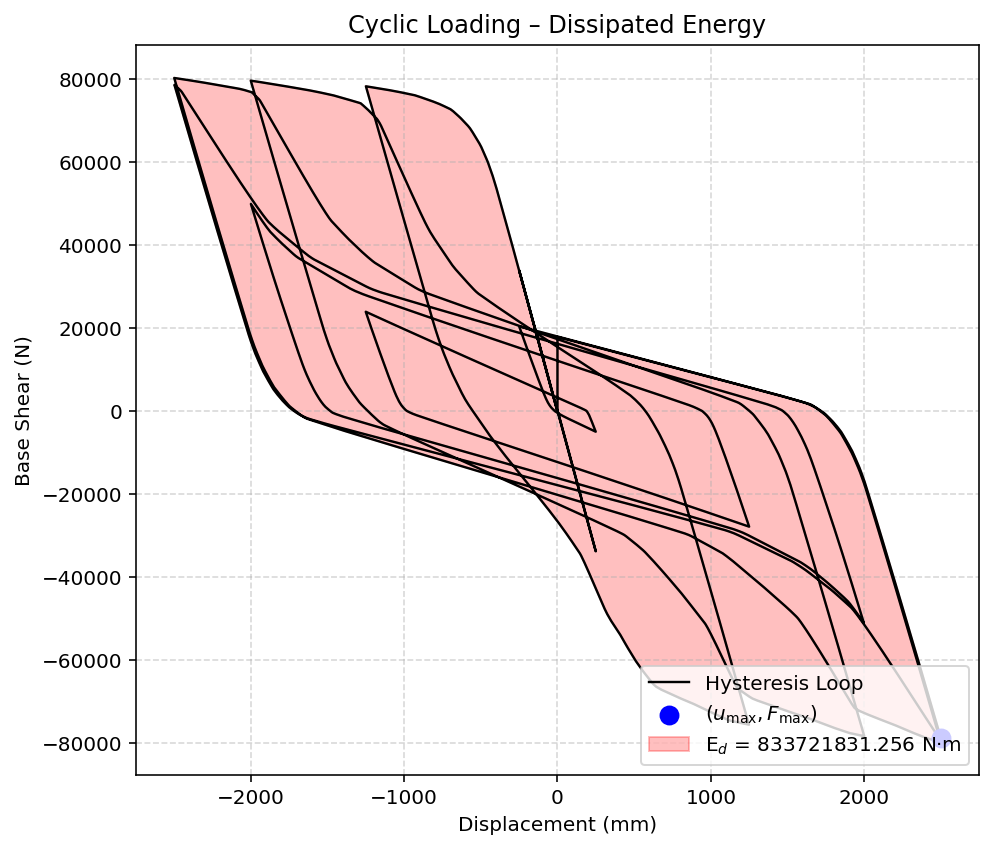 Cyclic Loading – Dissipated Energy
Base Shear (N)
80000
60000
40000
20000
0
−20000
−40000
−60000
−80000
Hysteresis Loop
(u_max, F_max)
E_d = 833721831.256 N·m
−2000
−1000
0
1000
2000
Displacement (mm)